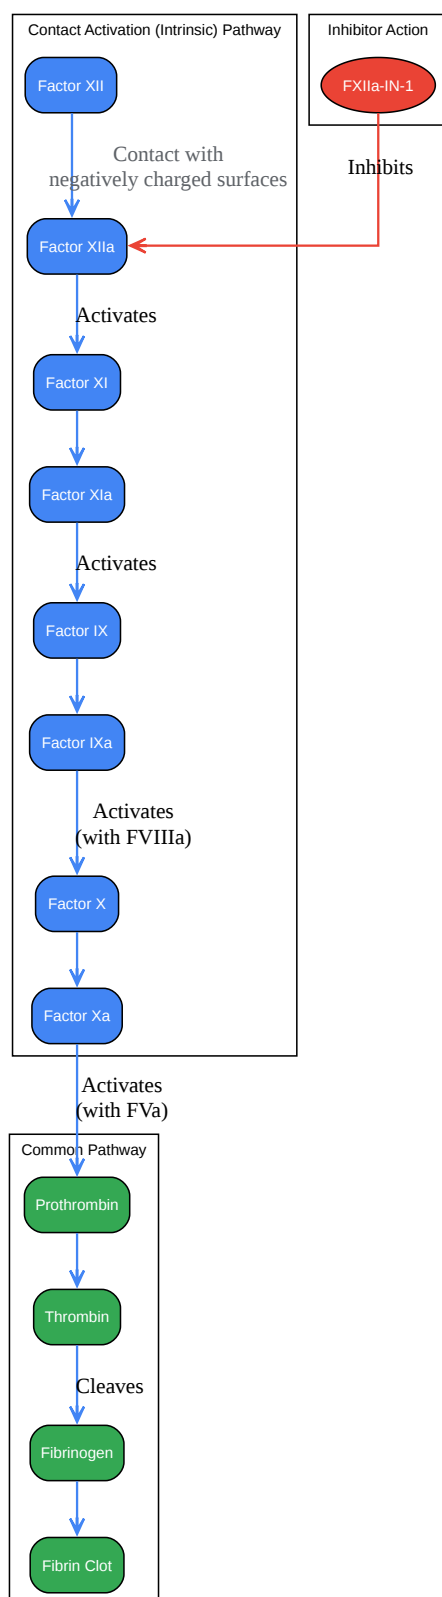 Contact Activation (Intrinsic) Pathway
Inhibitor Action
Factor XII
FXIIa-IN-1
Contact with
negatively charged surfaces
Inhibits
Factor XIIa
Activates
Factor XI
Factor XIa
Activates
Factor IX
Factor IXa
Activates
(with FVIIIa)
Factor X
Factor Xa
Activates
(with FVa)
Common Pathway
Prothrombin
Thrombin
Cleaves
Fibrinogen
Fibrin Clot